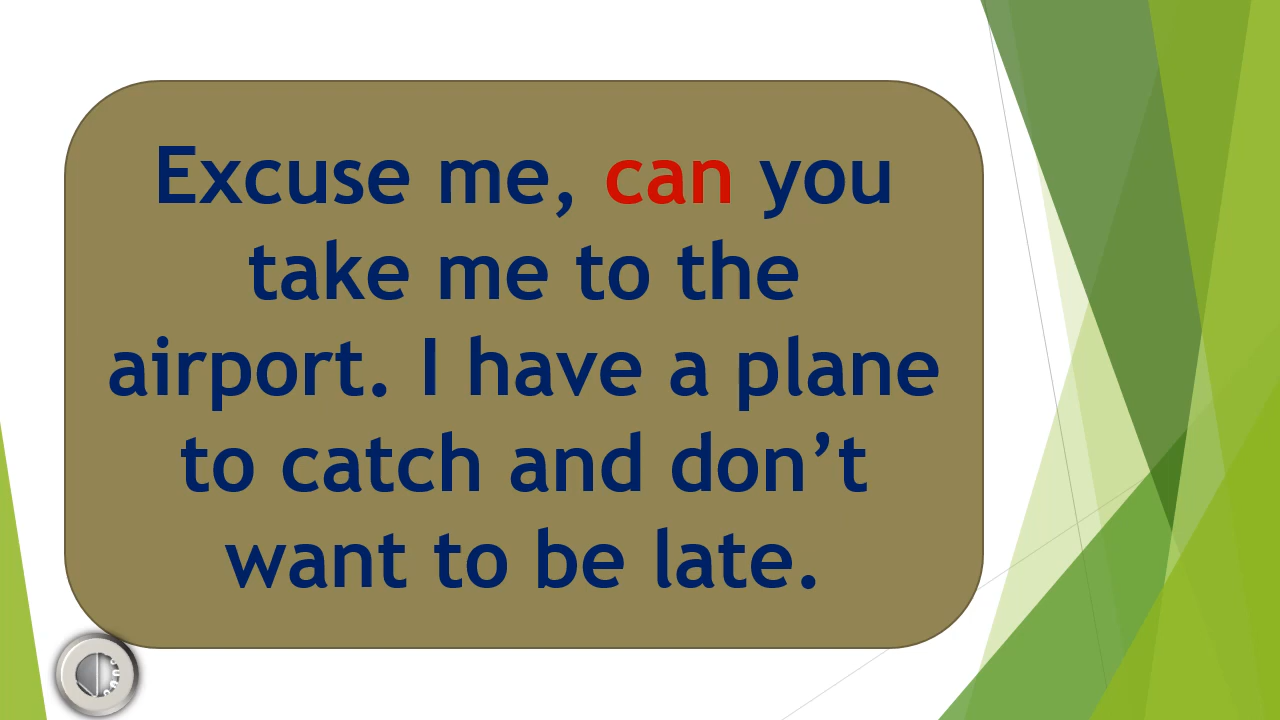 Excuse me, can you
take me to the
airport. I have a plane
to catch and don’t
want to be late.